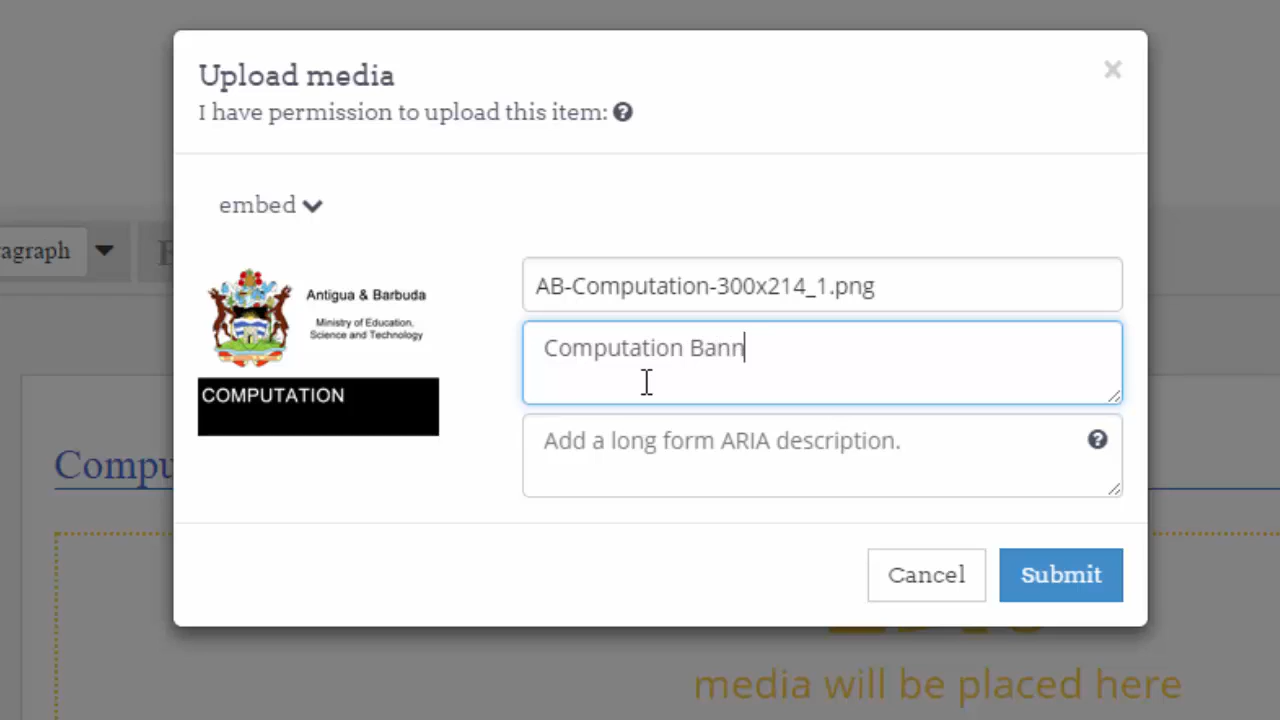 Upload media
×
I have permission to upload this item: ?
embed
ragraph
Antigua & Barbuda
Ministry of Education,
Science and Technology
COMPUTATION
AB-Computation-300x214_1.png
Computation Bann
Add a long form ARIA description. ?
Compu
Cancel Submit
media will be placed here